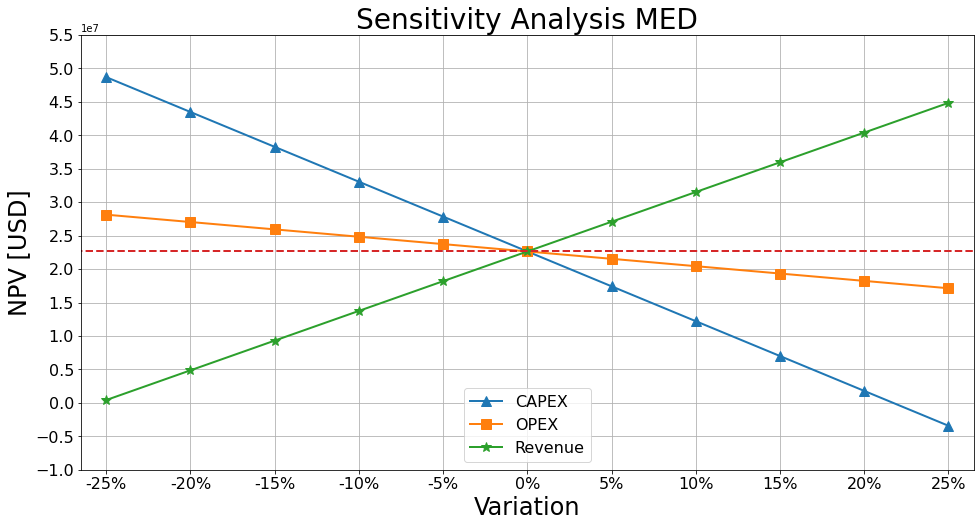 Sensitivity Analysis MED
1e7
5.5
5.0
4.5
4.0
3.5
3.0
2.5
2.0
1.5
1.0
0.5
0.0
−0.5
−1.0
NPV [USD]
CAPEX
OPEX
Revenue
-25% -20% -15% -10% -5% 0% 5% 10% 15% 20% 25%
Variation